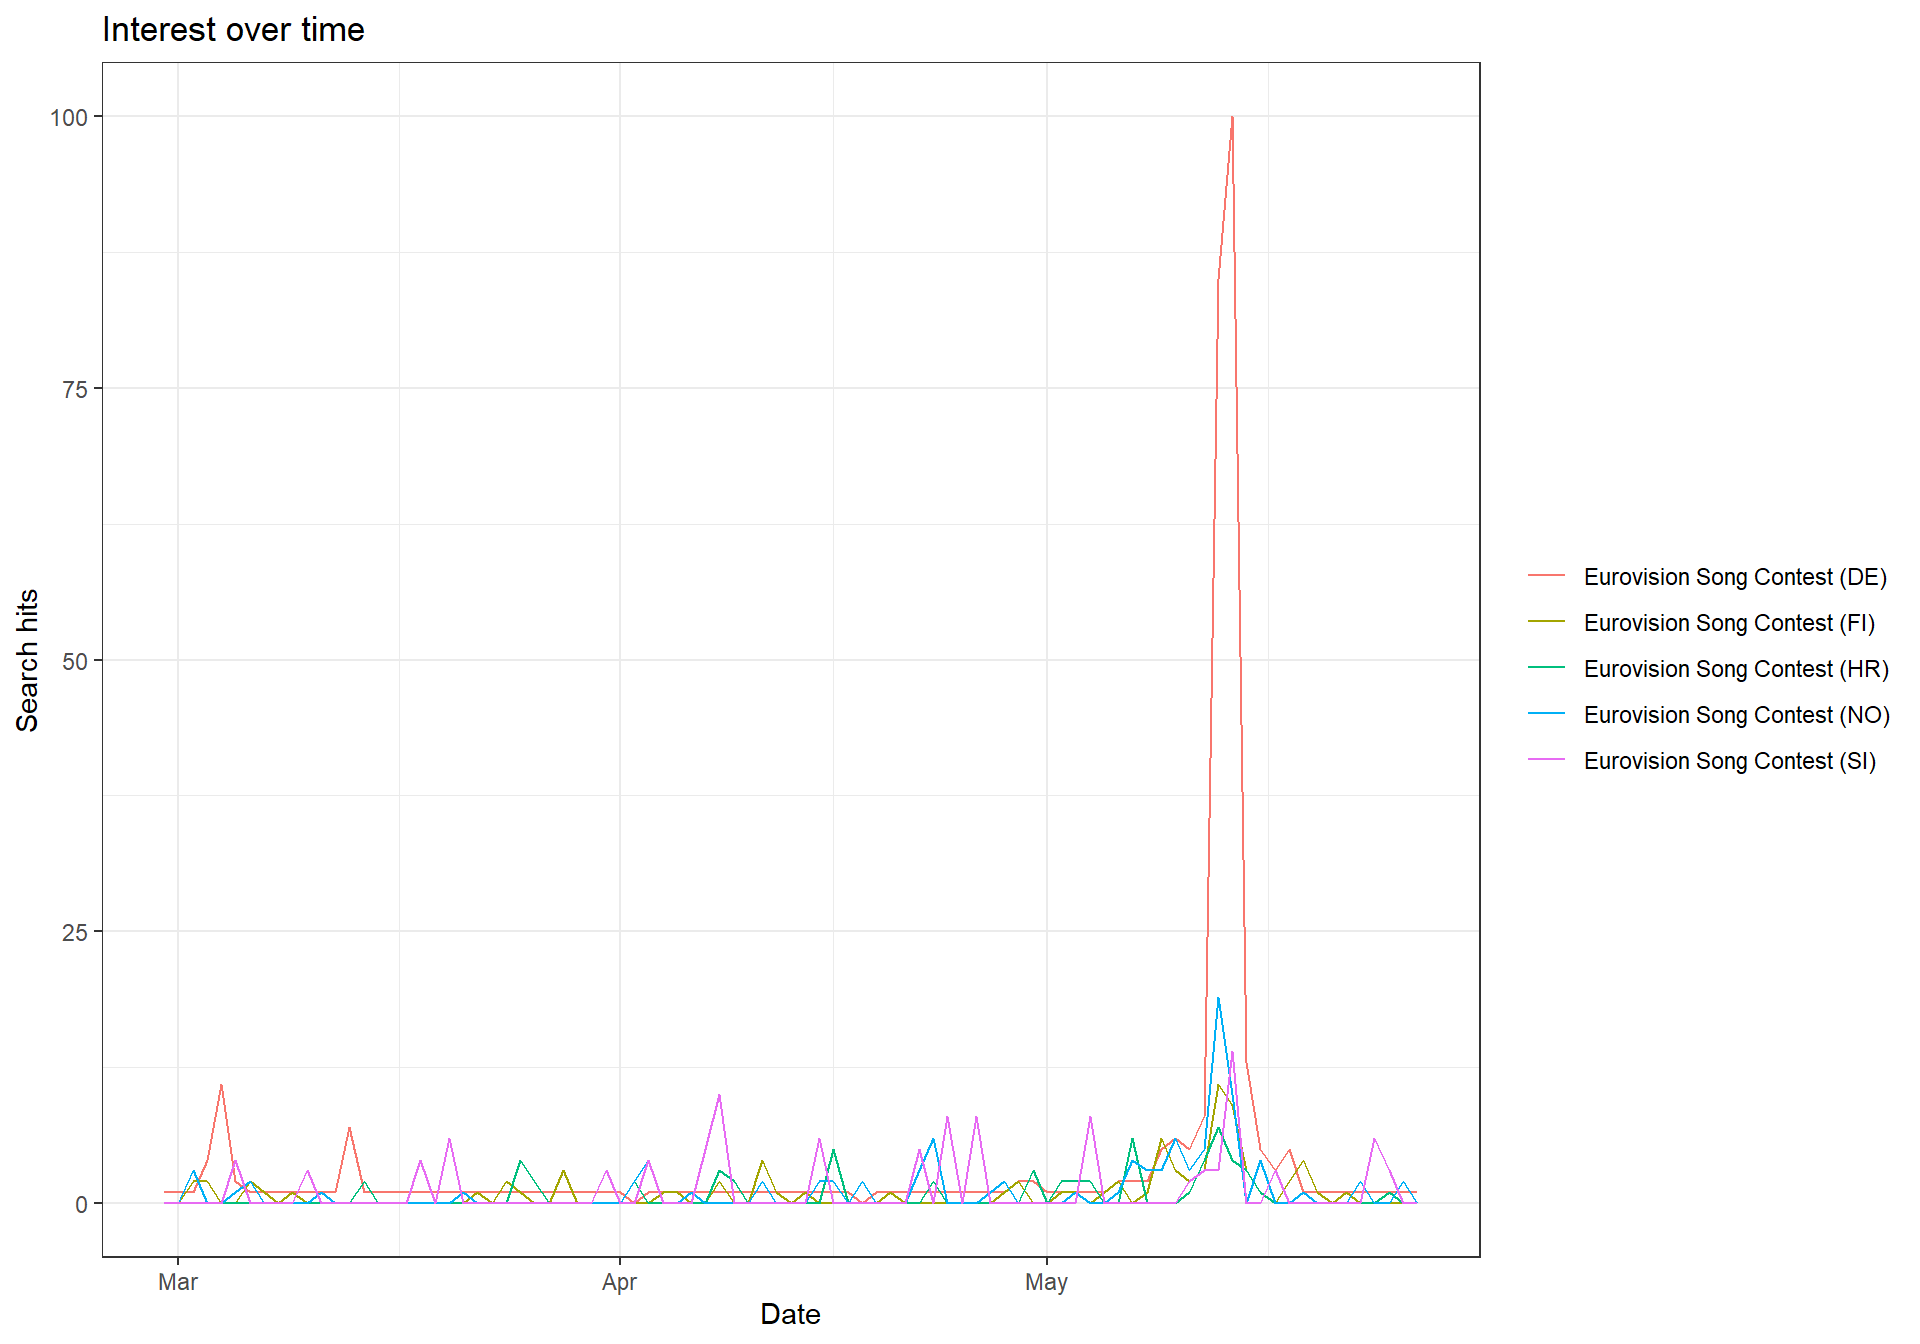 Interest over time
100
75
50
25
0
Search hits
Mar
Apr
May
Date
Eurovision Song Contest (DE)
Eurovision Song Contest (FI)
Eurovision Song Contest (HR)
Eurovision Song Contest (NO)
Eurovision Song Contest (SI)